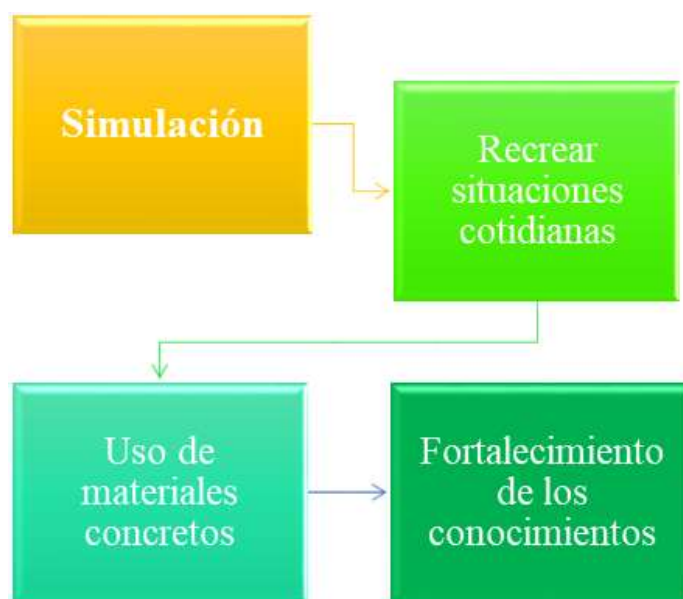 Simulación
Recrear
situaciones
cotidianas
Uso de
materiales
concretos
Fortalecimiento
de los
conocimientos